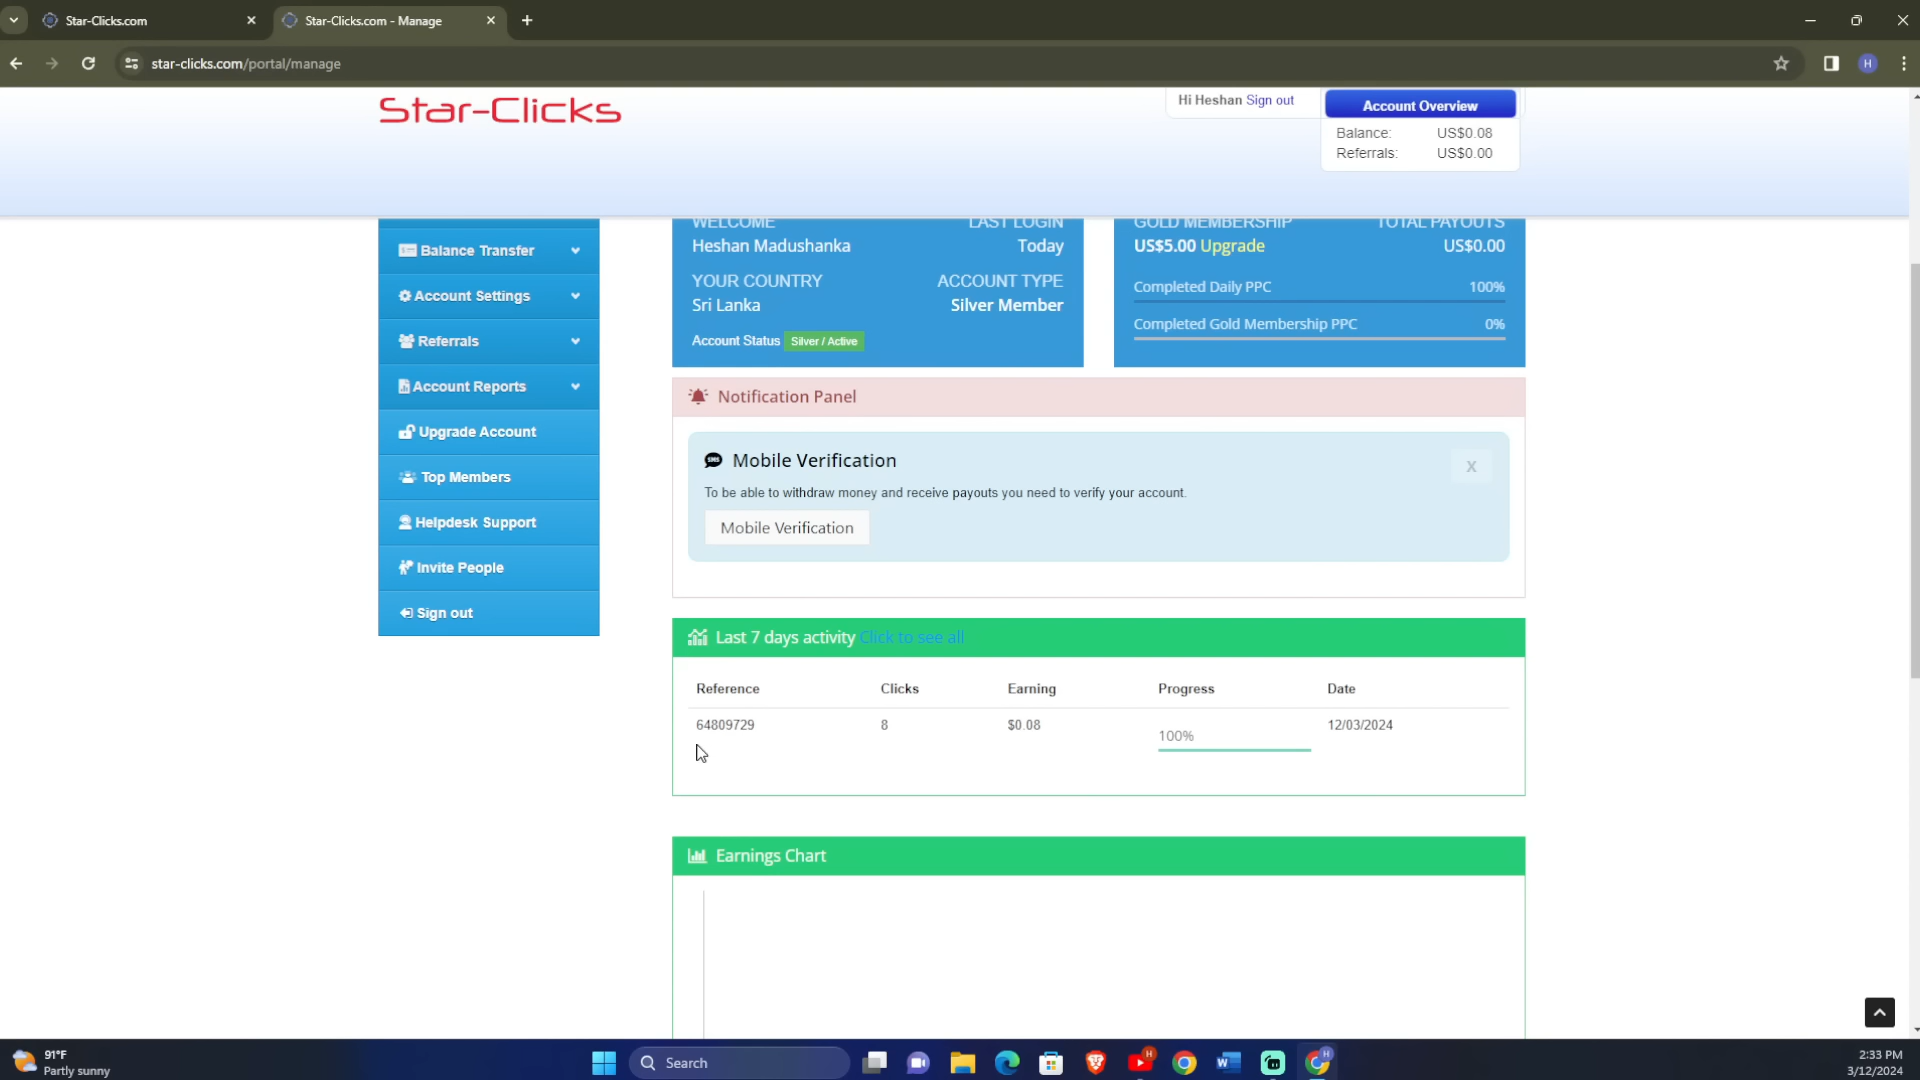 Star-Clicks.com
Star-Clicks.com - Manage
star-clicks.com/portal/manage
H
Star-Clicks
Hi Heshan Sign out
Account Overview
Balance: US$0.08
Referrals: US$0.00
Balance Transfer
Account Settings
Referrals
Account Reports
Upgrade Account
Top Members
Helpdesk Support
Invite People
Sign out
WELCOME LAST LOGIN
Heshan Madushanka Today
YOUR COUNTRY ACCOUNT TYPE
Sri Lanka Silver Member
Account Status Silver / Active
GOLD MEMBERSHIP TOTAL PAYOUTS
US$5.00 Upgrade US$0.00
Completed Daily PPC 100%
Completed Gold Membership PPC 0%
Notification Panel
SMS Mobile Verification X
To be able to withdraw money and receive payouts you need to verify your account.
Mobile Verification
Last 7 days activity Click to see all
Reference Clicks Earning Progress Date
64809729 8 $0.08 100% 12/03/2024
Earnings Chart
91°F
Partly sunny
Search
2:33 PM
3/12/2024